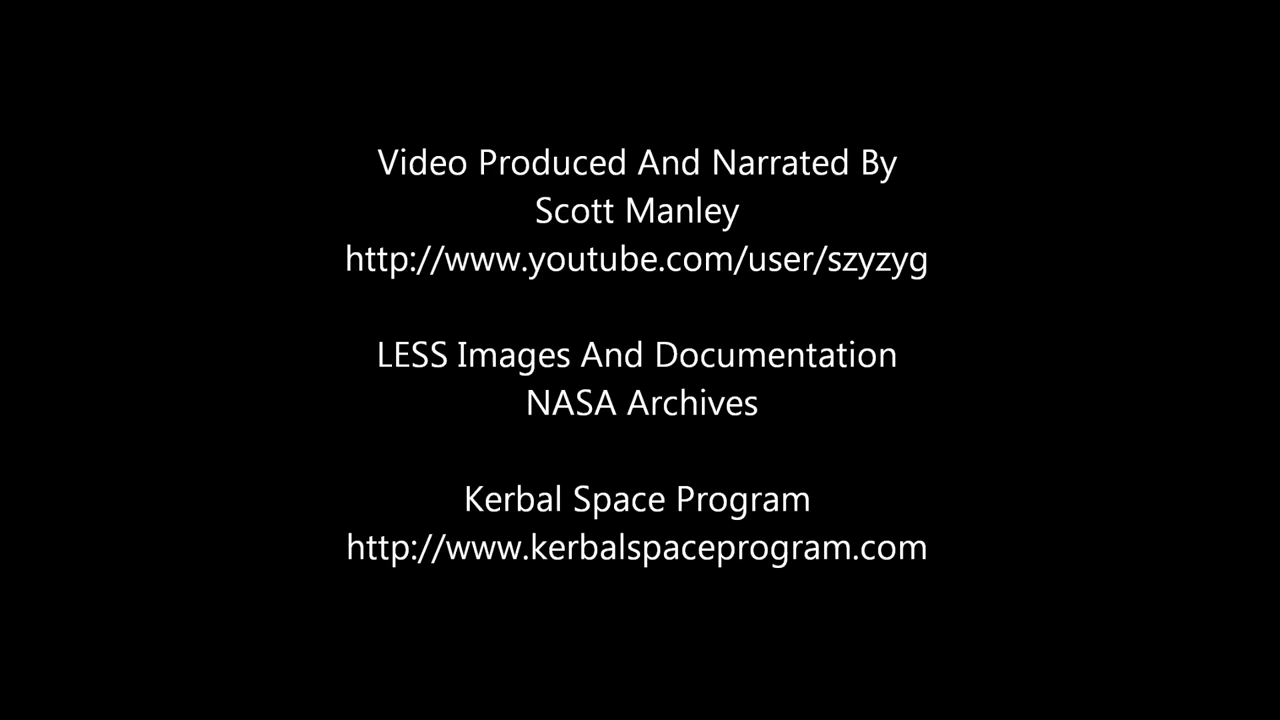 Video Produced And Narrated By
Scott Manley
http://www.youtube.com/user/szyzyg
LESS Images And Documentation
NASA Archives
Kerbal Space Program
http://www.kerbalspaceprogram.com